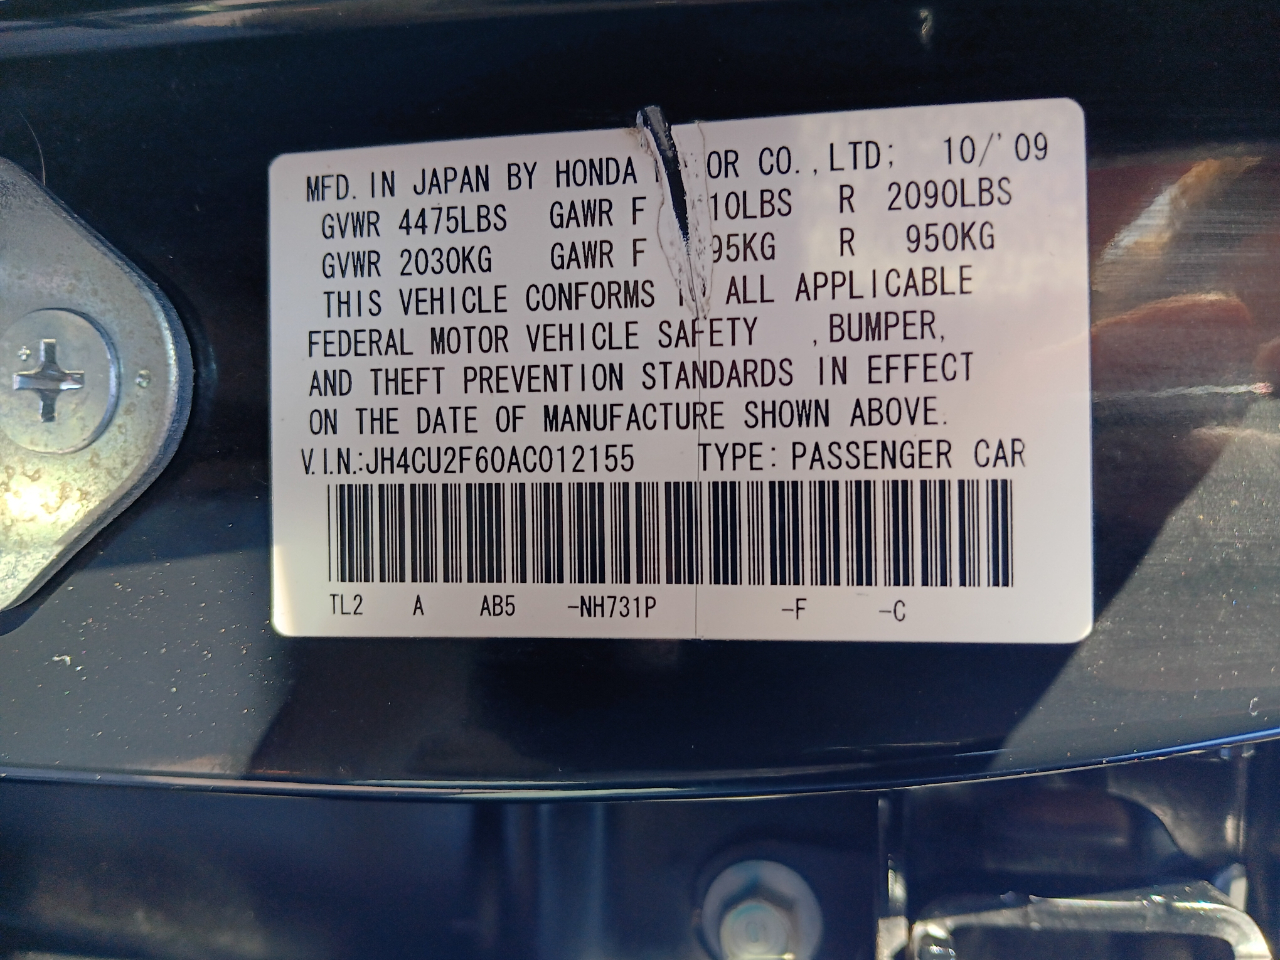 MFD. IN JAPAN BY HONDA OR CO.,LTD; 10/'09
GVWR 4475LBS GAWR F 10LBS R 2090LBS
GVWR 2030KG GAWR F 95KG R 950KG
THIS VEHICLE CONFORMS ALL APPLICABLE
FEDERAL MOTOR VEHICLE SAFETY , BUMPER,
AND THEFT PREVENTION STANDARDS IN EFFECT
ON THE DATE OF MANUFACTURE SHOWN ABOVE.
V.I.N.:JH4CU2F60AC012155 TYPE: PASSENGER CAR
TL2 A AB5 -NH731P -F -C